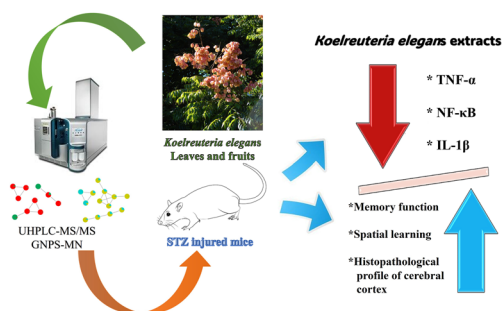 Koelreuteria elegans extracts
* TNF-α
* NF-κB
* IL-1β
Koelreuteria elegans
Leaves and fruits
UHPLC-MS/MS
GNPS-MN
STZ injured mice
*Memory function
*Spatial learning
*Histopathological
profile of cerebral
cortex